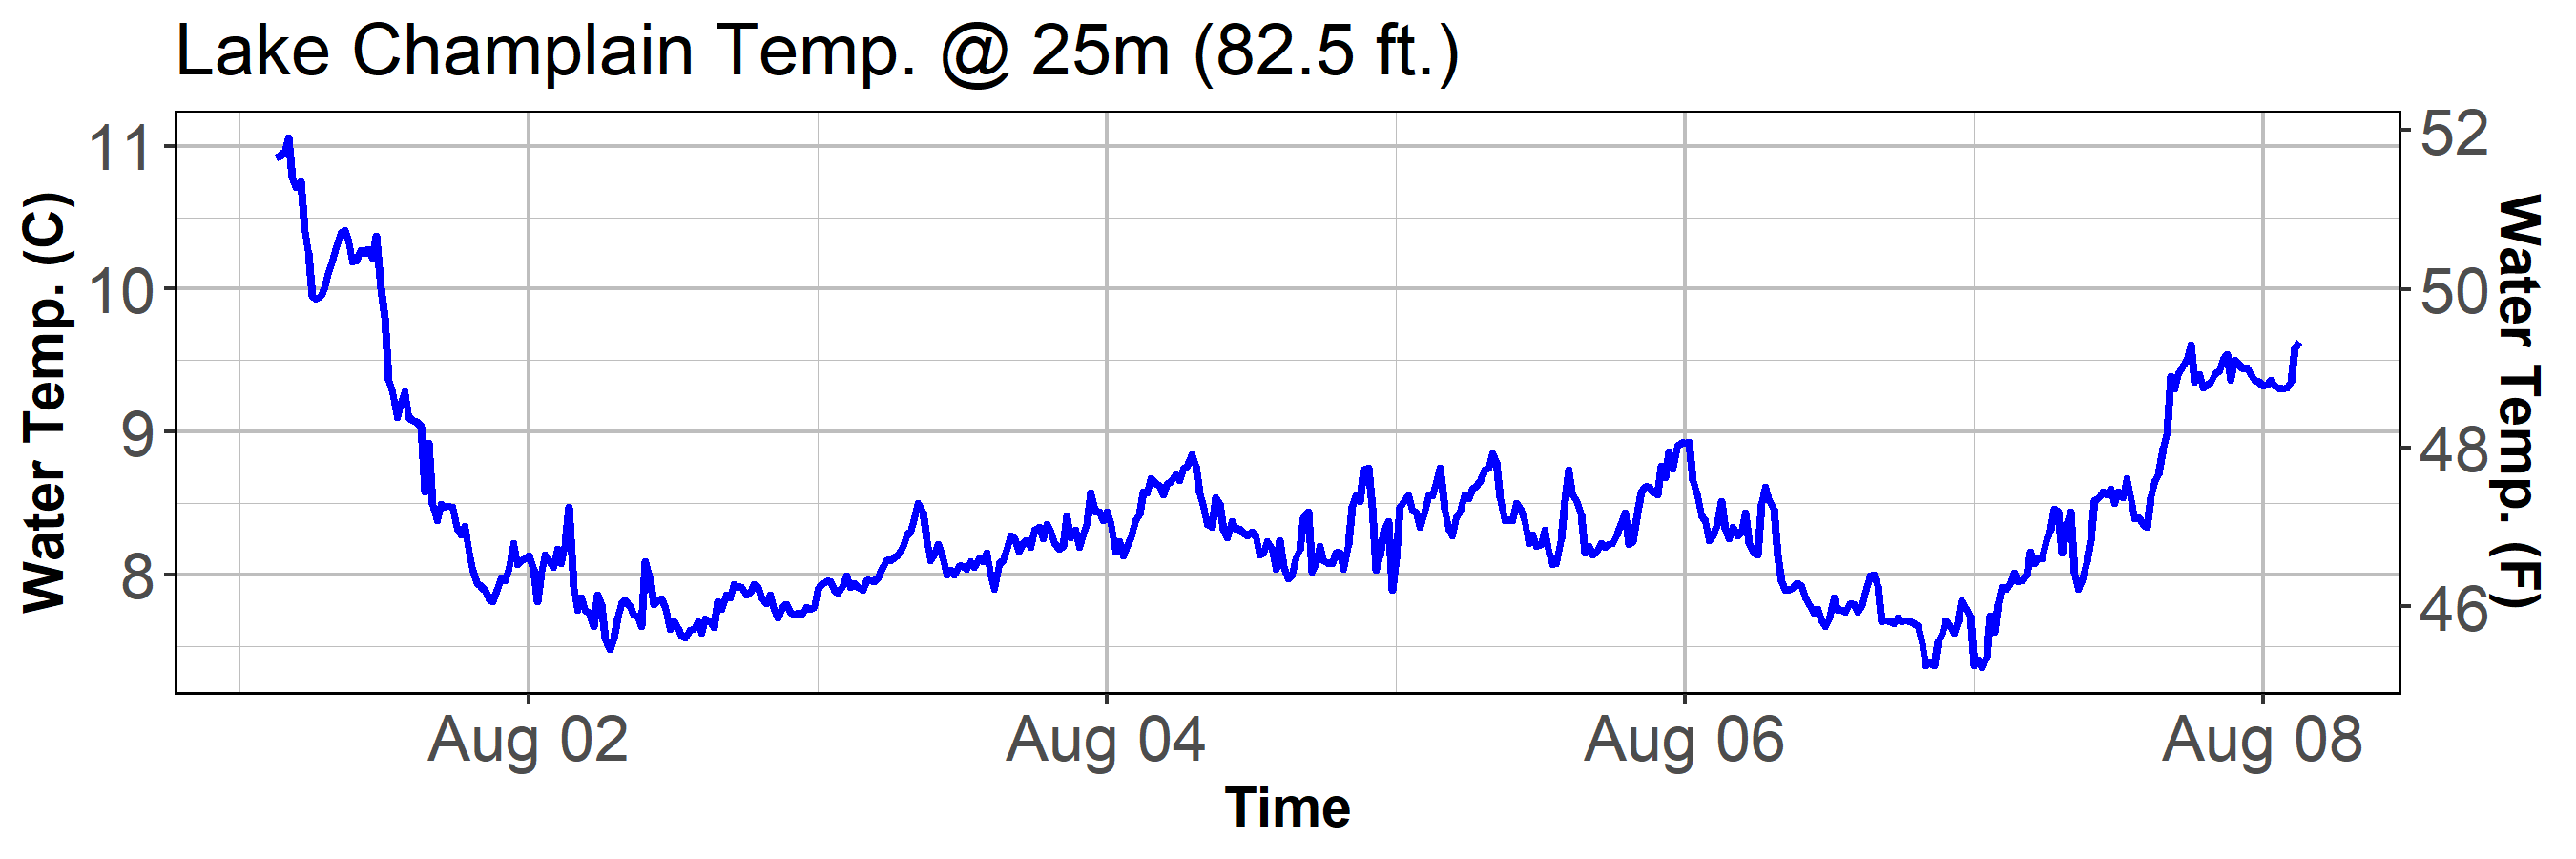 Lake Champlain Temp. @ 25m (82.5 ft.)
Water Temp. (C)
11
10
9
8
52
50
48
46
Water Temp. (F)
Aug 02 Aug 04 Aug 06 Aug 08
Time